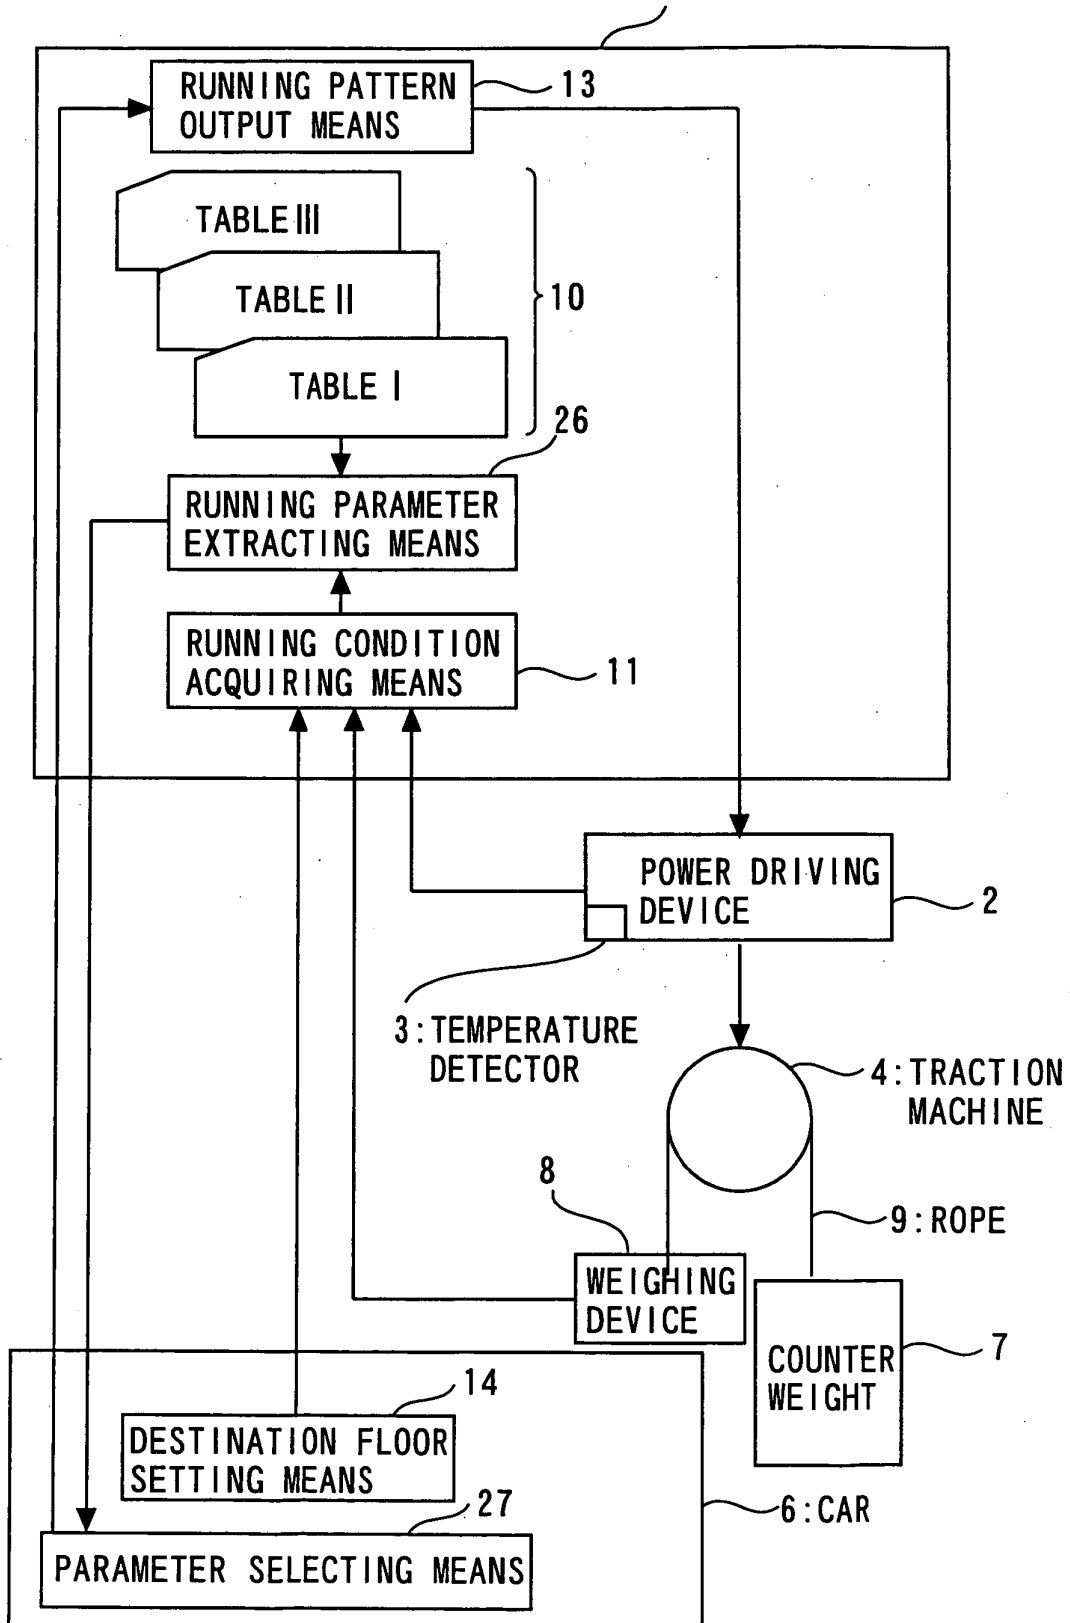 RUNNING PATTERN
OUTPUT MEANS
13
TABLE III
TABLE II
10
TABLE I
26
RUNNING PARAMETER
EXTRACTING MEANS
RUNNING CONDITION
ACQUIRING MEANS
11
POWER DRIVING
DEVICE
2
3:TEMPERATURE
DETECTOR
4:TRACTION
MACHINE
8
9:ROPE
WEIGHING
DEVICE
7
COUNTER
WEIGHT
14
DESTINATION FLOOR
SETTING MEANS
27
6:CAR
PARAMETER SELECTING MEANS